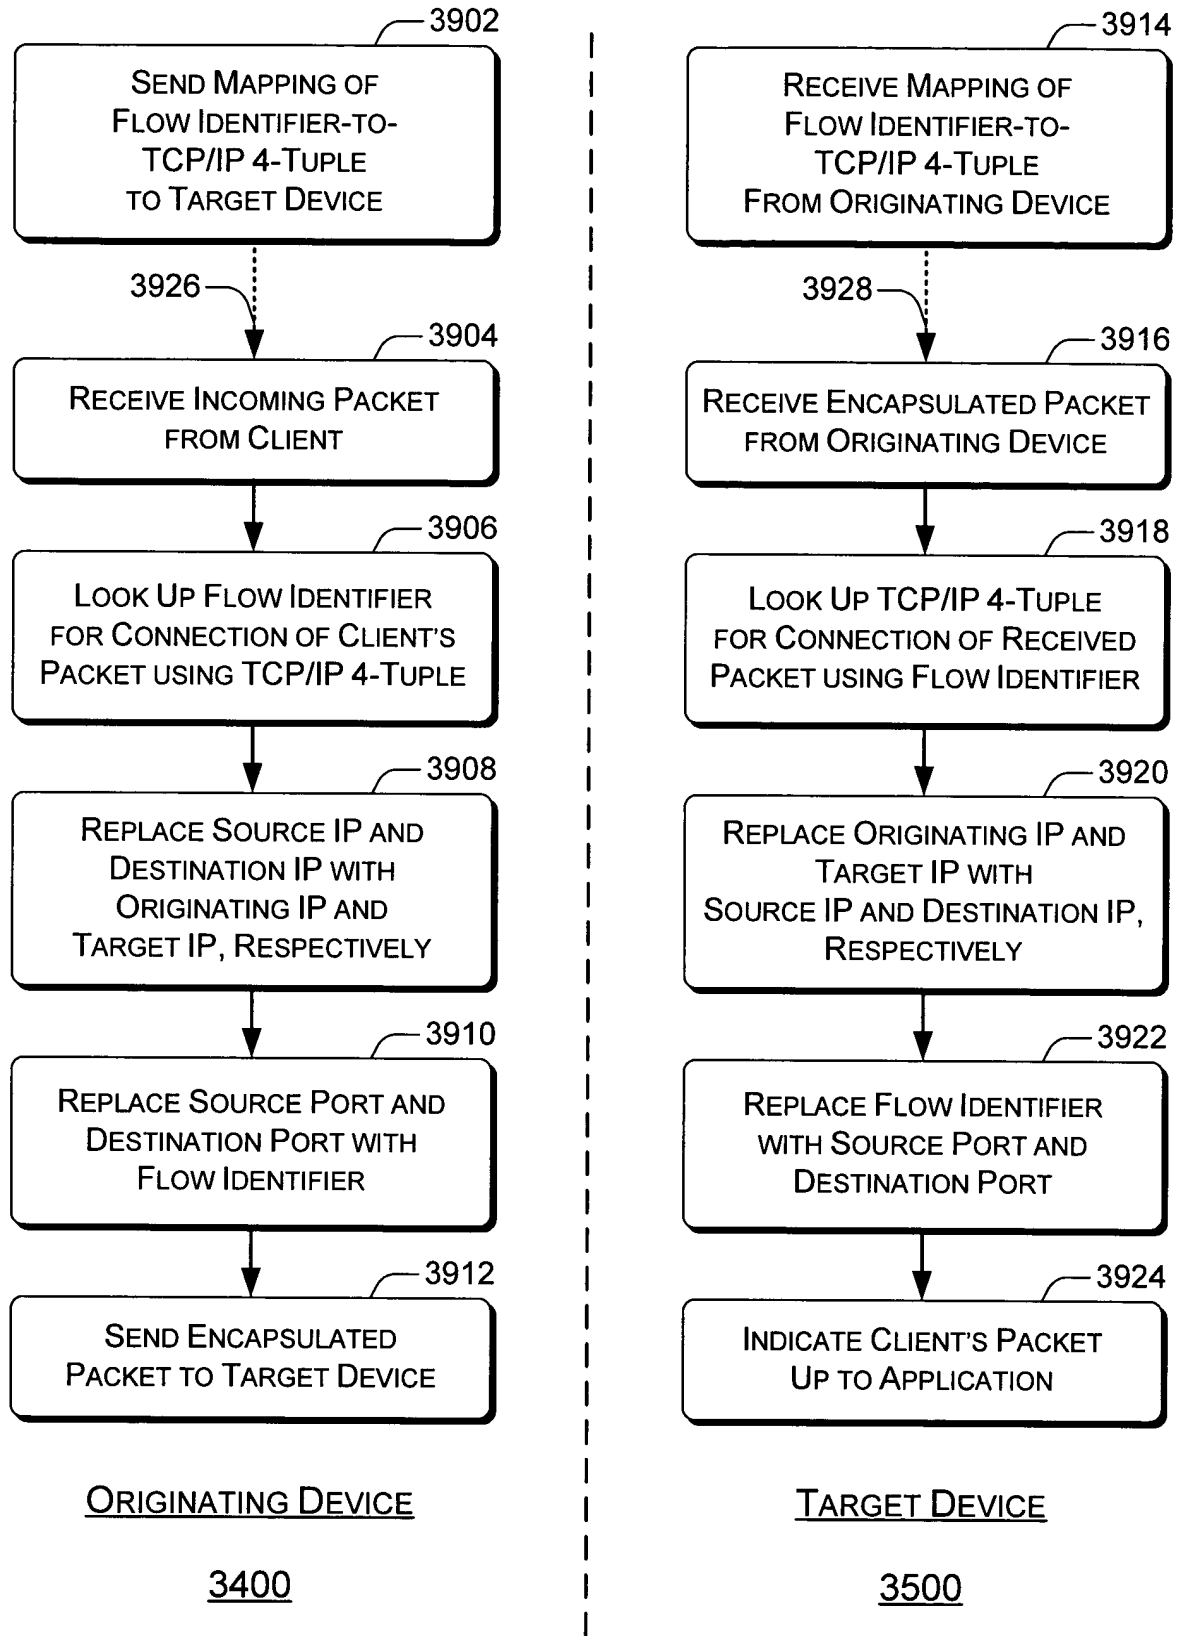 3902
SEND MAPPING OF
FLOW IDENTIFIER-TO-
TCP/IP 4-TUPLE
TO TARGET DEVICE
3926
3904
RECEIVE INCOMING PACKET
FROM CLIENT
3906
LOOK UP FLOW IDENTIFIER
FOR CONNECTION OF CLIENT'S
PACKET USING TCP/IP 4-TUPLE
3908
REPLACE SOURCE IP AND
DESTINATION IP WITH
ORIGINATING IP AND
TARGET IP, RESPECTIVELY
3910
REPLACE SOURCE PORT AND
DESTINATION PORT WITH
FLOW IDENTIFIER
3912
SEND ENCAPSULATED
PACKET TO TARGET DEVICE
ORIGINATING DEVICE
3400
3914
RECEIVE MAPPING OF
FLOW IDENTIFIER-TO-
TCP/IP 4-TUPLE
FROM ORIGINATING DEVICE
3928
3916
RECEIVE ENCAPSULATED PACKET
FROM ORIGINATING DEVICE
3918
LOOK UP TCP/IP 4-TUPLE
FOR CONNECTION OF RECEIVED
PACKET USING FLOW IDENTIFIER
3920
REPLACE ORIGINATING IP AND
TARGET IP WITH
SOURCE IP AND DESTINATION IP,
RESPECTIVELY
3922
REPLACE FLOW IDENTIFIER
WITH SOURCE PORT AND
DESTINATION PORT
3924
INDICATE CLIENT'S PACKET
UP TO APPLICATION
TARGET DEVICE
3500